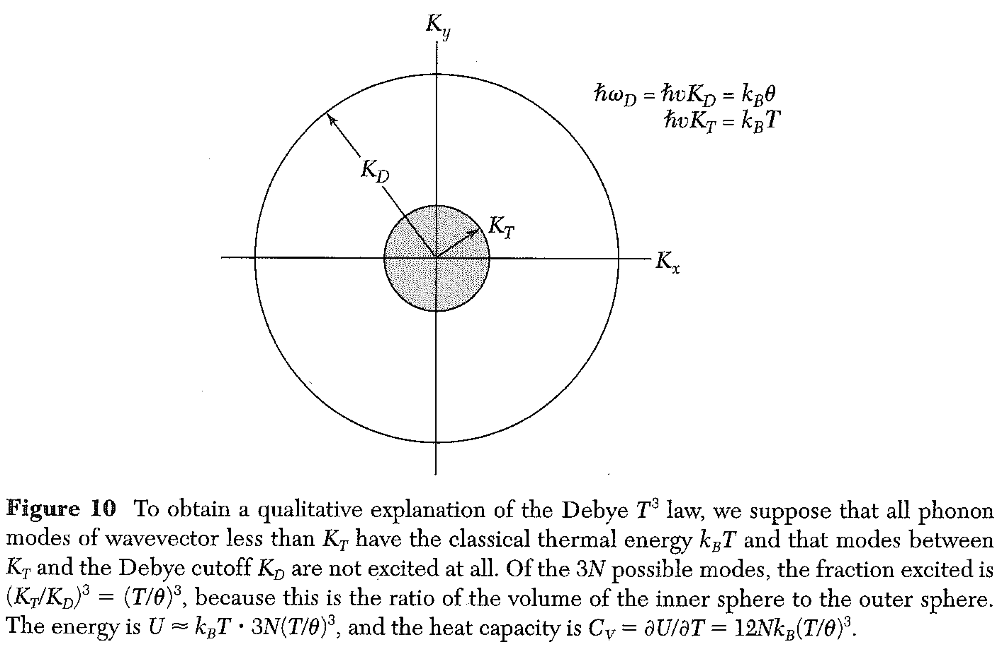 K_y
ħω_D = ħvK_D = k_Bθ
ħvK_T = k_BT
K_D
K_T
K_x
Figure 10 To obtain a qualitative explanation of the Debye T³ law, we suppose that all phonon
modes of wavevector less than K_T have the classical thermal energy k_BT and that modes between
K_T and the Debye cutoff K_D are not excited at all. Of the 3N possible modes, the fraction excited is
(K_T/K_D)³ = (T/θ)³, because this is the ratio of the volume of the inner sphere to the outer sphere.
The energy is U ≈ k_BT · 3N(T/θ)³, and the heat capacity is C_V = ∂U/∂T = 12Nk_B(T/θ)³.